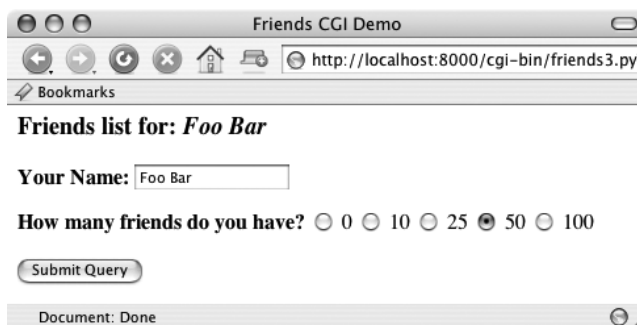 Friends CGI Demo
http://localhost:8000/cgi-bin/friends3.py
Bookmarks
Friends list for: Foo Bar
Your Name: Foo Bar
How many friends do you have? 0 10 25 50 100
Submit Query
Document: Done